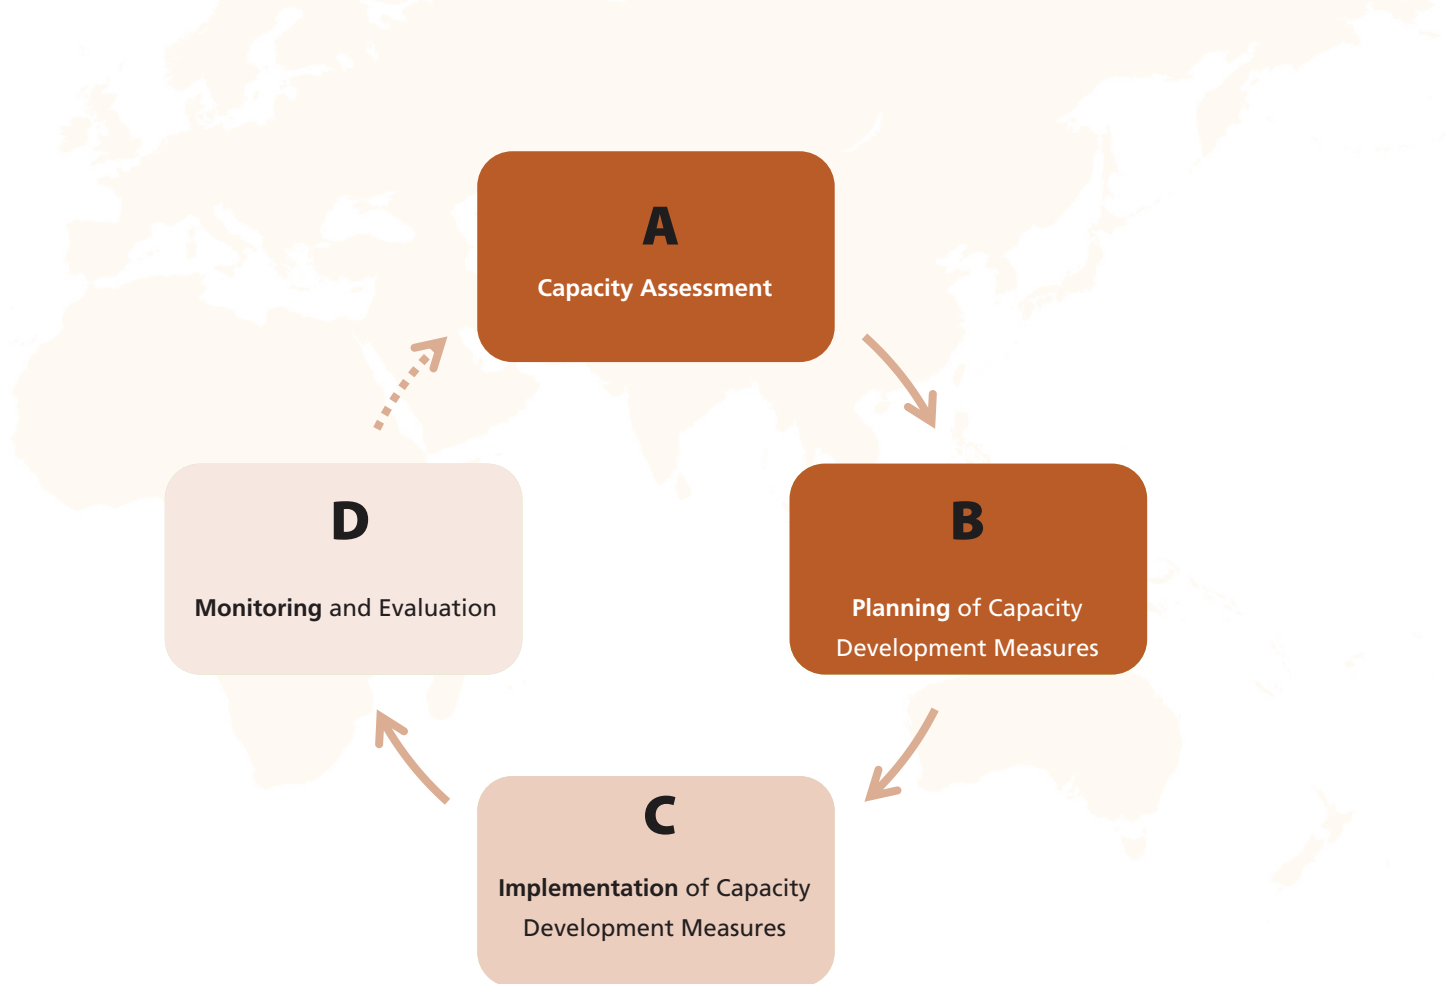 A
Capacity Assessment
B
Planning of Capacity
Development Measures
C
Implementation of Capacity
Development Measures
D
Monitoring and Evaluation